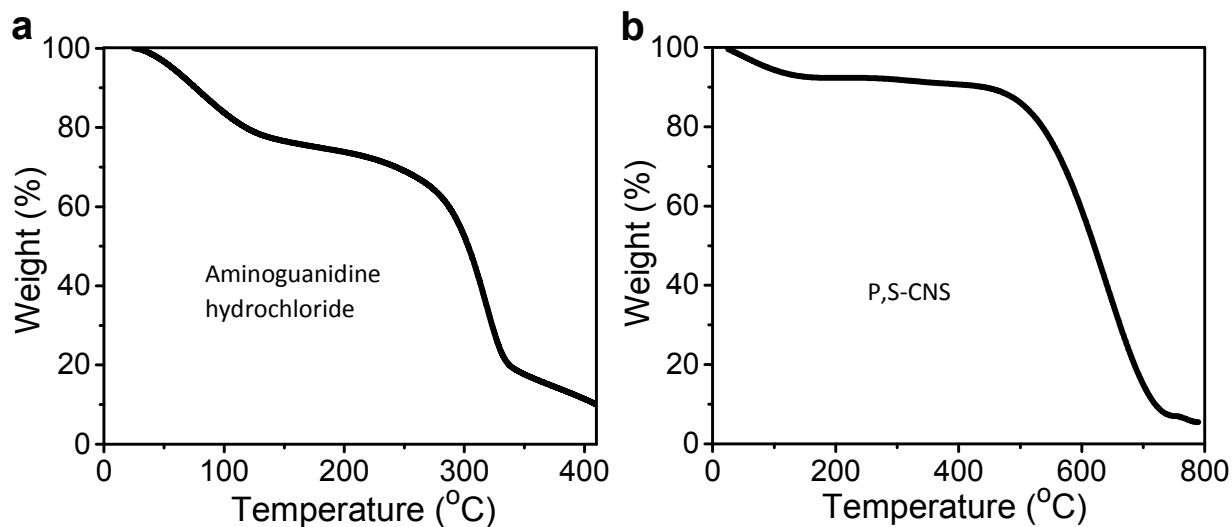 a
100
80
60
40
20
0
Weight (%)
Aminoguanidine
hydrochloride
0 100 200 300 400
Temperature (°C)
b
100
80
60
40
20
0
Weight (%)
P,S-CNS
0 200 400 600 800
Temperature (°C)